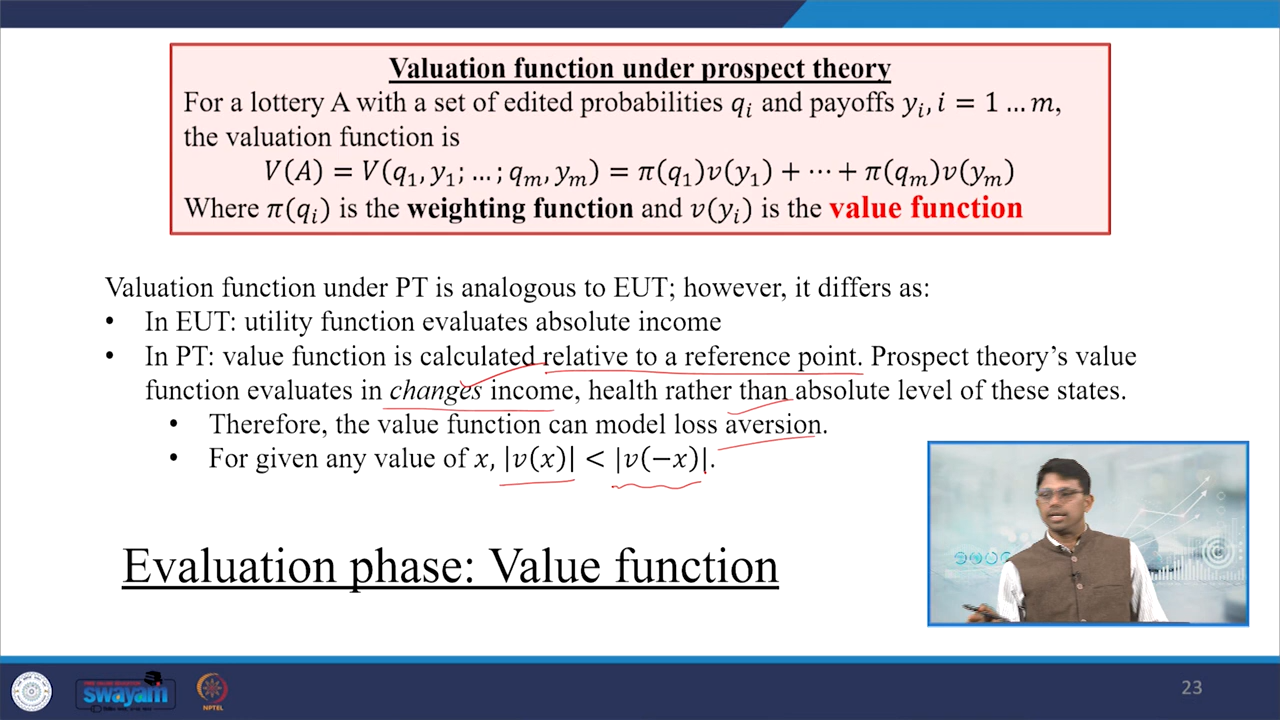 Valuation function under prospect theory
For a lottery A with a set of edited probabilities qᵢ and payoffs yᵢ, i = 1 … m,
the valuation function is
V(A) = V(q₁, y₁; … ; qₘ, yₘ) = π(q₁)v(y₁) + ⋯ + π(qₘ)v(yₘ)
Where π(qᵢ) is the weighting function and v(yᵢ) is the value function
Valuation function under PT is analogous to EUT; however, it differs as:
• In EUT: utility function evaluates absolute income
• In PT: value function is calculated relative to a reference point. Prospect theory’s value
function evaluates in changes income, health rather than absolute level of these states.
• Therefore, the value function can model loss aversion.
• For given any value of x, |v(x)| < |v(−x)|.
Evaluation phase: Value function
swayam
NPTEL
23